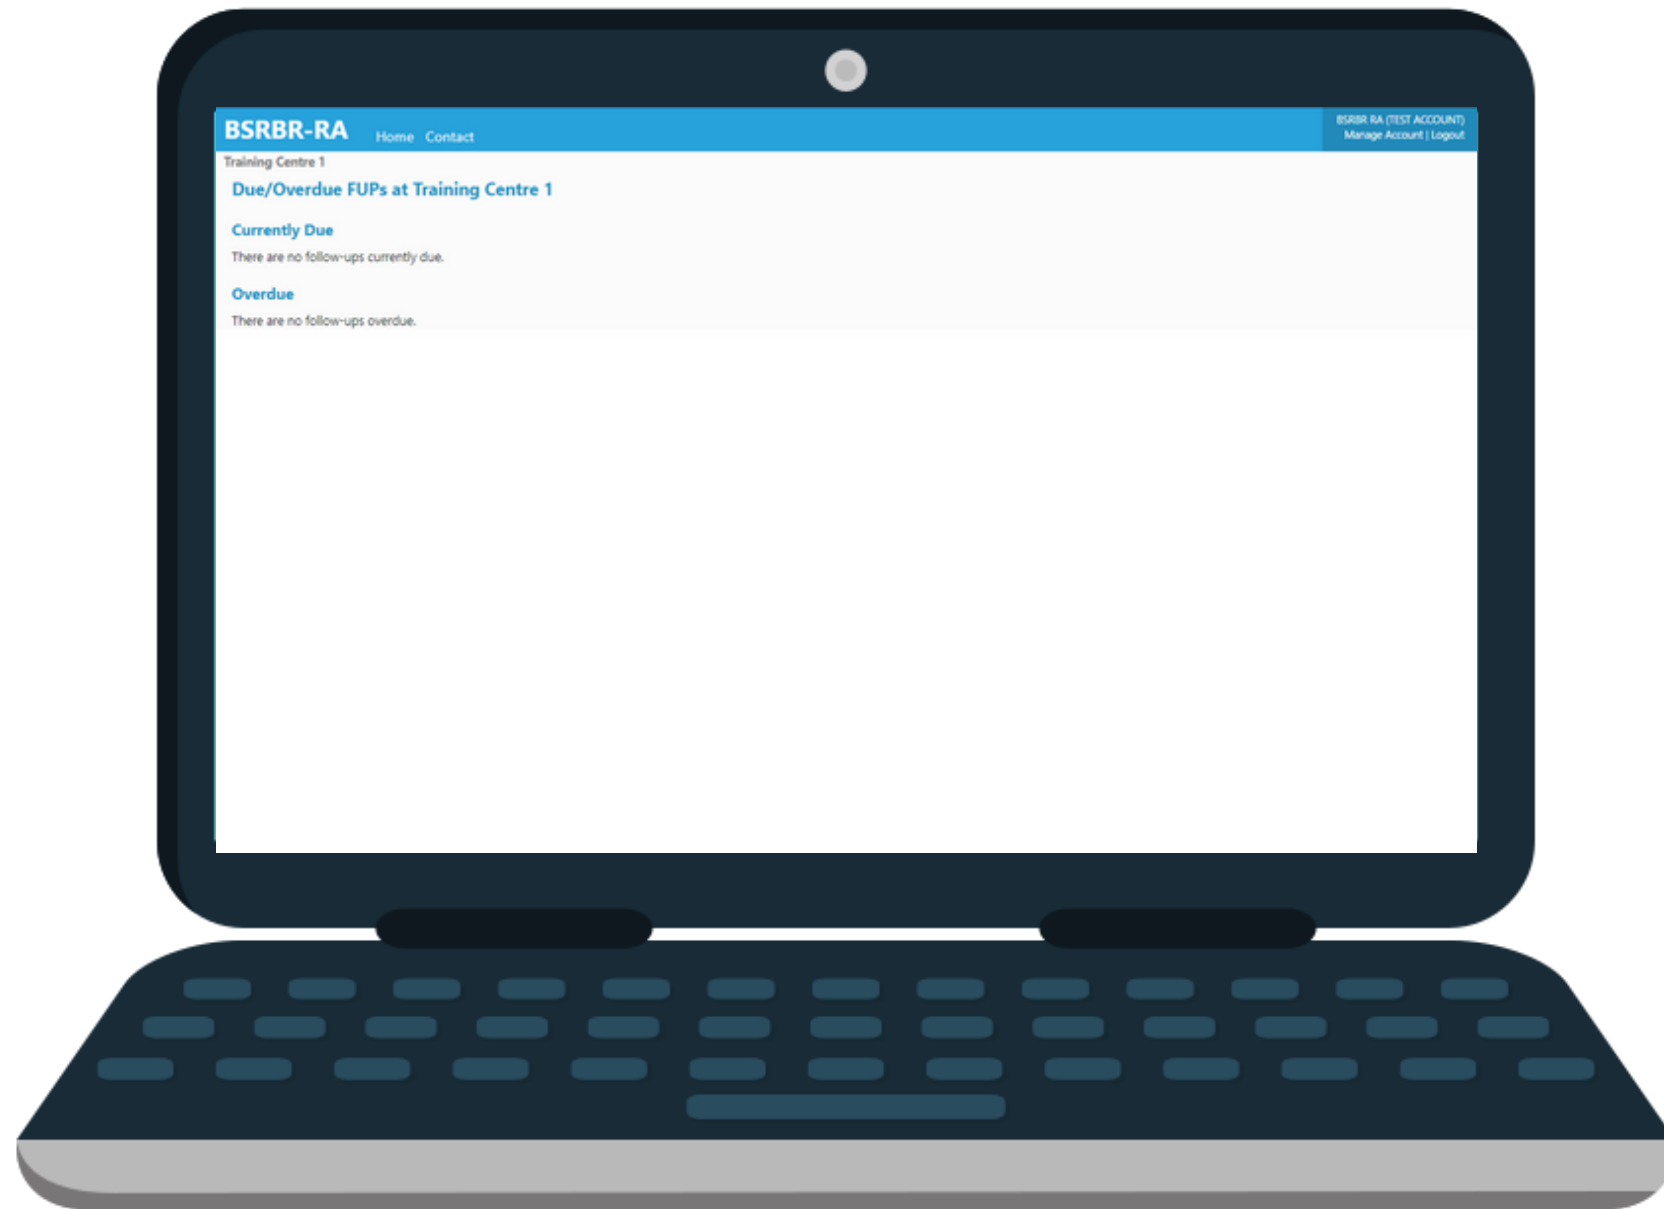 BSRBR-RA Home Contact
BSRBR RA (TEST ACCOUNT)
Manage Account | Logout
Training Centre 1
Due/Overdue FUPs at Training Centre 1
Currently Due
There are no follow-ups currently due.
Overdue
There are no follow-ups overdue.